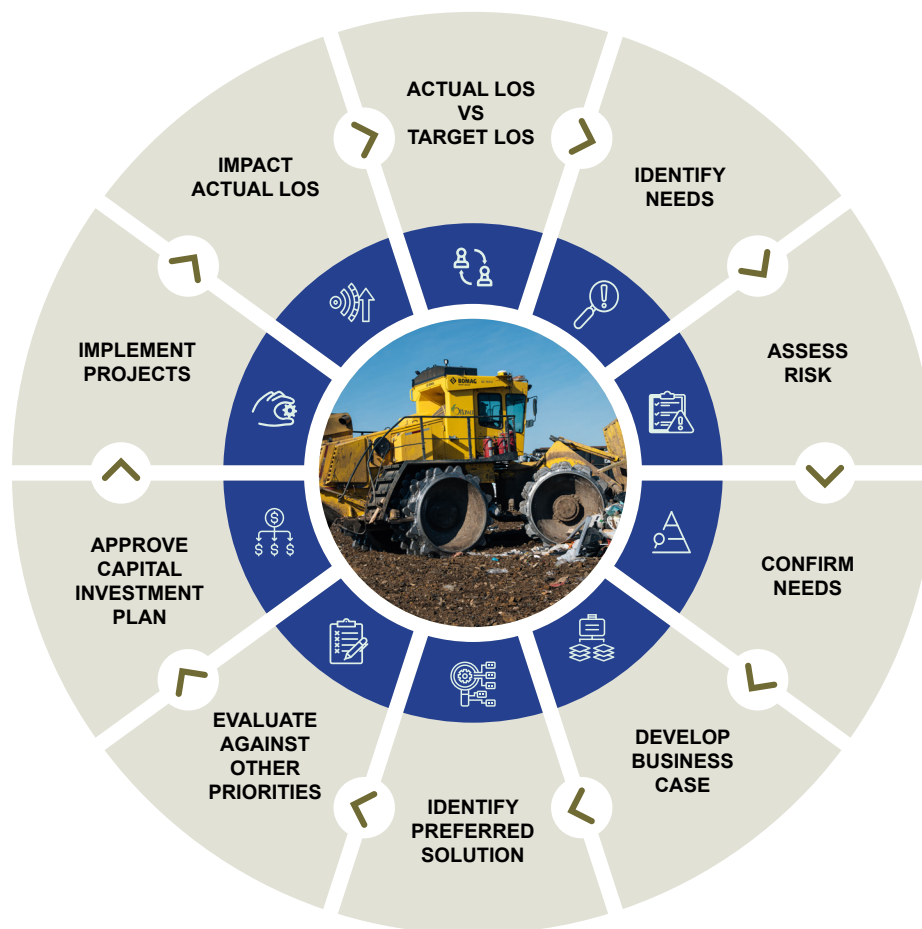 ACTUAL LOS
VS
TARGET LOS
IDENTIFY
NEEDS
ASSESS
RISK
CONFIRM
NEEDS
DEVELOP
BUSINESS
CASE
IDENTIFY
PREFERRED
SOLUTION
EVALUATE
AGAINST
OTHER
PRIORITIES
APPROVE
CAPITAL
INVESTMENT
PLAN
IMPLEMENT
PROJECTS
IMPACT
ACTUAL LOS
BOMAG